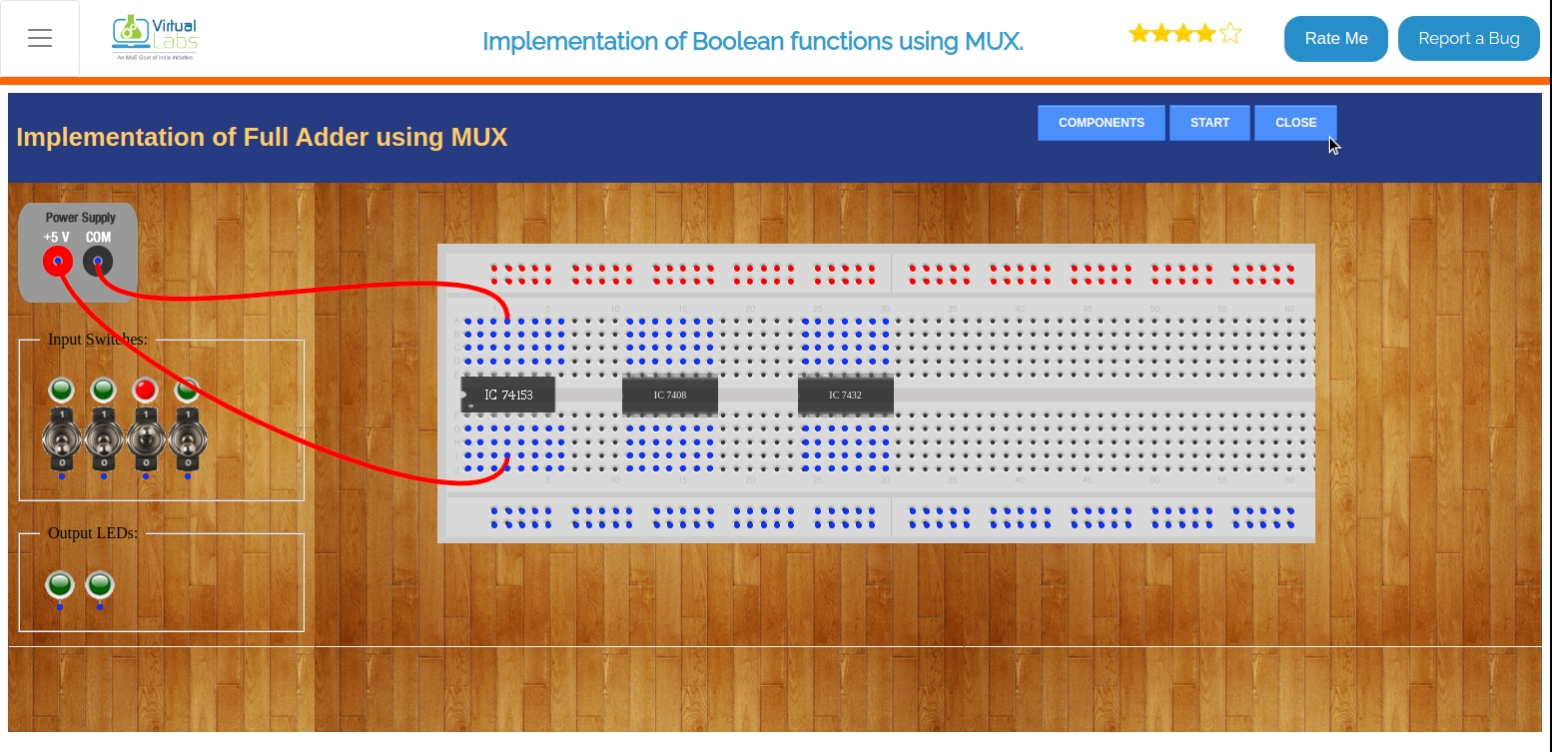 Virtual
Labs
An MoE Govt of India Initiative
Implementation of Boolean functions using MUX.
Rate Me
Report a Bug
Implementation of Full Adder using MUX
COMPONENTS
START
CLOSE
Power Supply
+5 V COM
Input Switches:
1 1 1 1
0 0 0 0
Output LEDs:
1 5 10 15 20 25 30 35 40 45 50 55 60
A
B
C
D
E
IC 74153
IC 7408
IC 7432
F
G
H
I
J
5 10 15 20 25 30 35 40 45 50 55 60